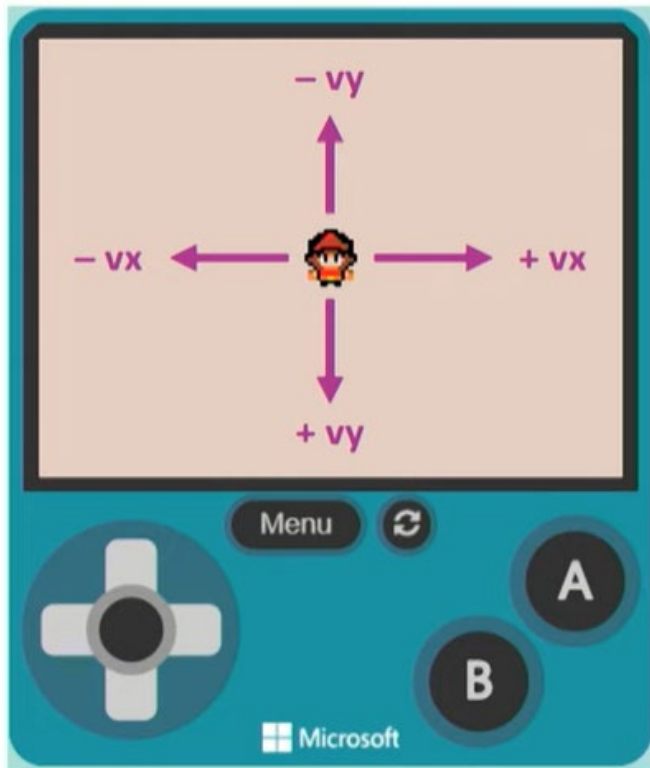 – vy
– vx
+ vx
+ vy
Menu
A
B
Microsoft